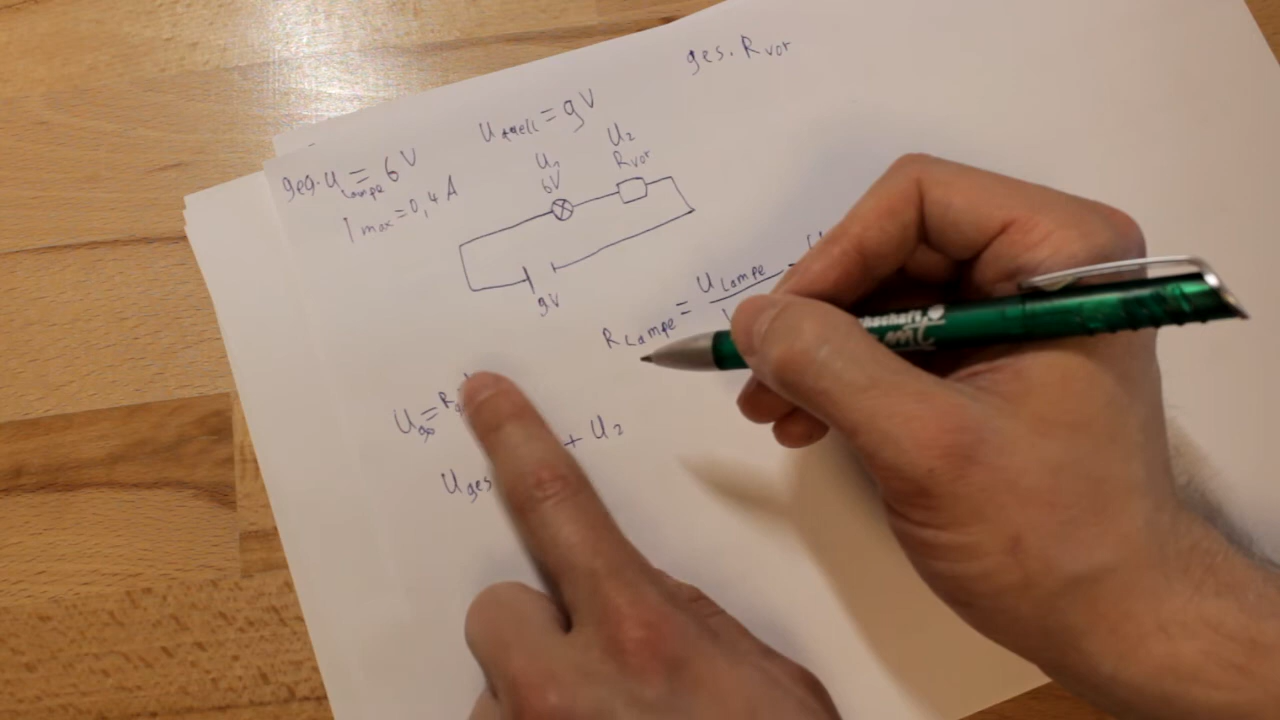 ges. Rvor
Uquell = 9V
geg. ULampe = 6V
Imax = 0,4 A
U1
6V
U2
Rvor
9V
RLampe = ULampe
Uges = R
+ U2
Uges